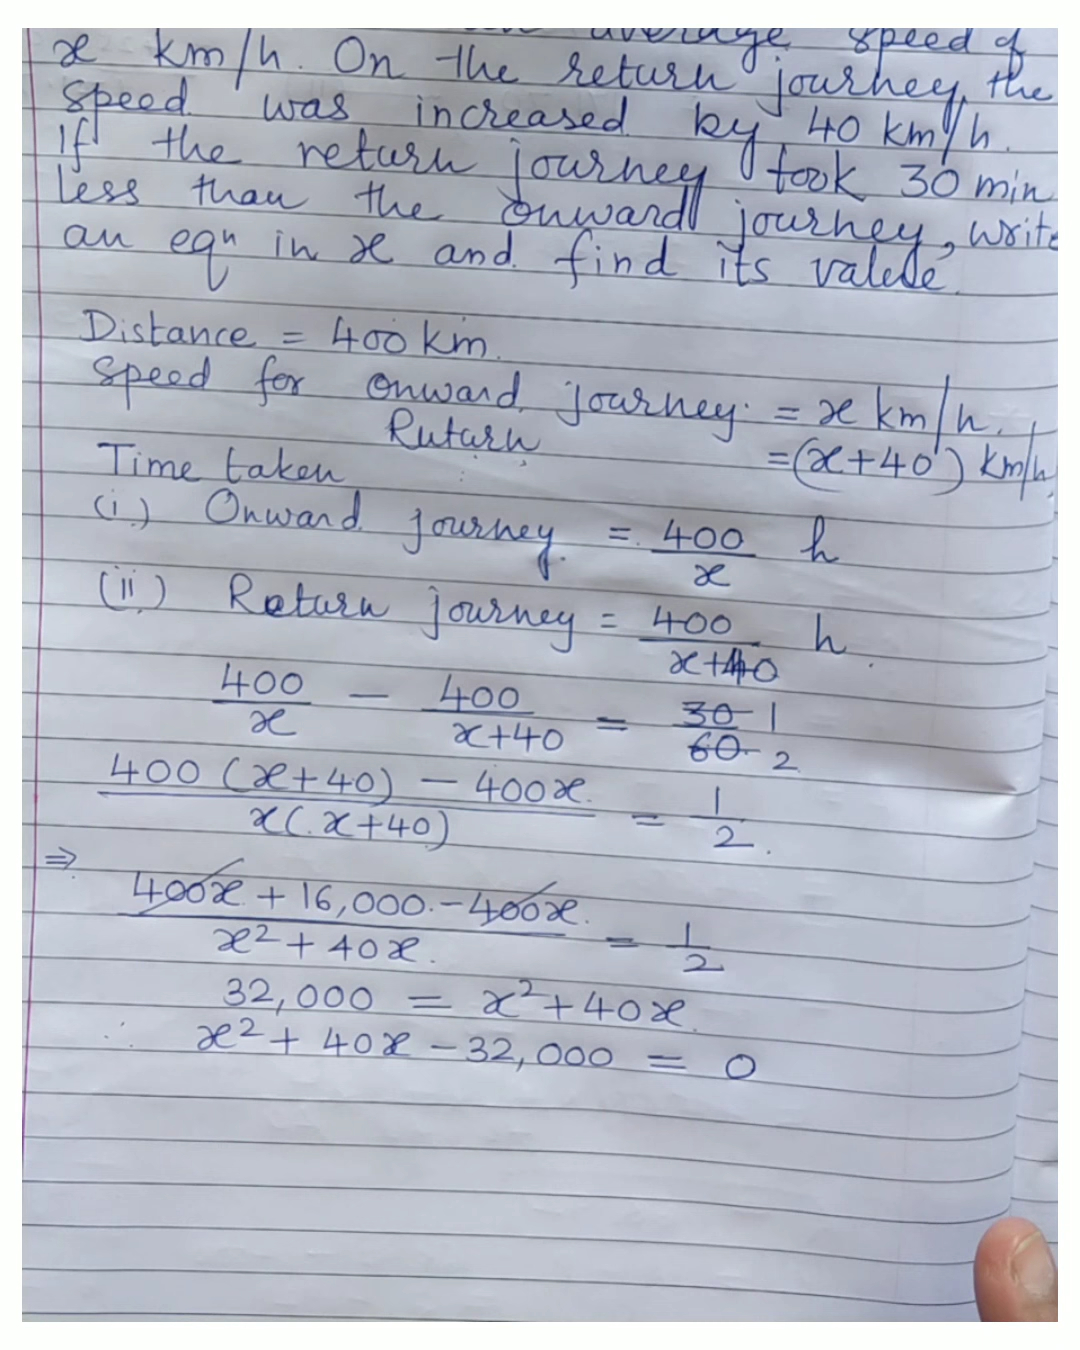 average speed of
x km/h. On the return journey, the
speed was increased by 40 km/h.
If the return journey took 30 min
less than the onward journey, write
an eqn in x and find its value.
Distance = 400 km.
Speed for onward journey = x km/h.
Ruturn = (x+40) km/h.
Time taken
(i) Onward journey = 400/x h
(ii) Return journey = 400/x+40 h.
400/x - 400/x+40 = 30/60 1/2
400 (x+40) - 400x / x(x+40) = 1/2.
⇒ 400x + 16,000 - 400x / x² + 40x = 1/2
32,000 = x² + 40x
∴ x² + 40x - 32,000 = 0